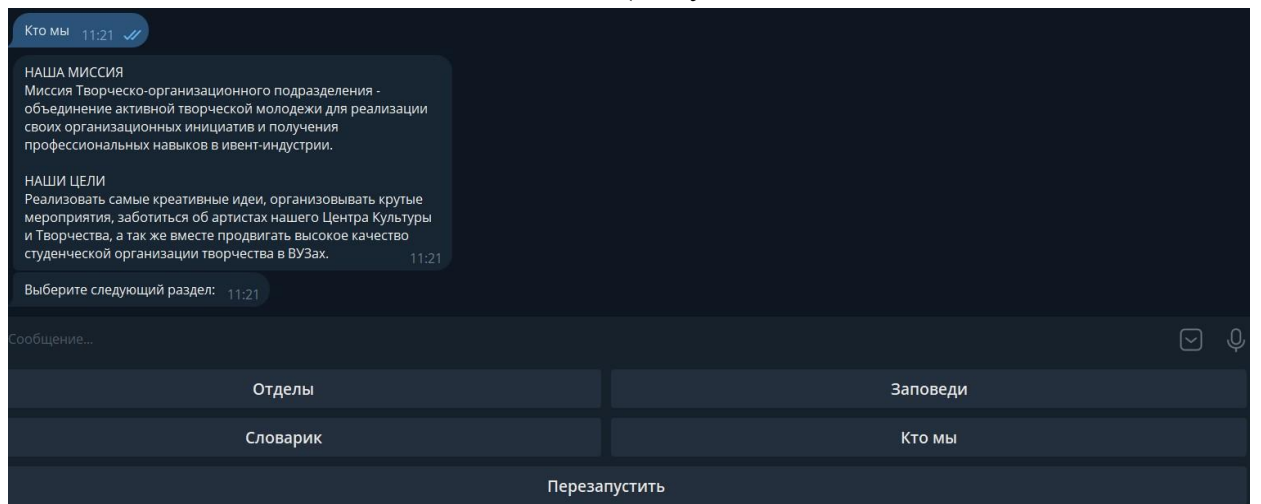 Кто мы 11:21
НАША МИССИЯ
Миссия Творческо-организационного подразделения -
объединение активной творческой молодежи для реализации
своих организационных инициатив и получения
профессиональных навыков в ивент-индустрии.
НАШИ ЦЕЛИ
Реализовать самые креативные идеи, организовывать крутые
мероприятия, заботиться об артистах нашего Центра Культуры
и Творчества, а так же вместе продвигать высокое качество
студенческой организации творчества в ВУЗах. 11:21
Выберите следующий раздел: 11:21
Сообщение...
Отделы Заповеди
Словарик Кто мы
Перезапустить